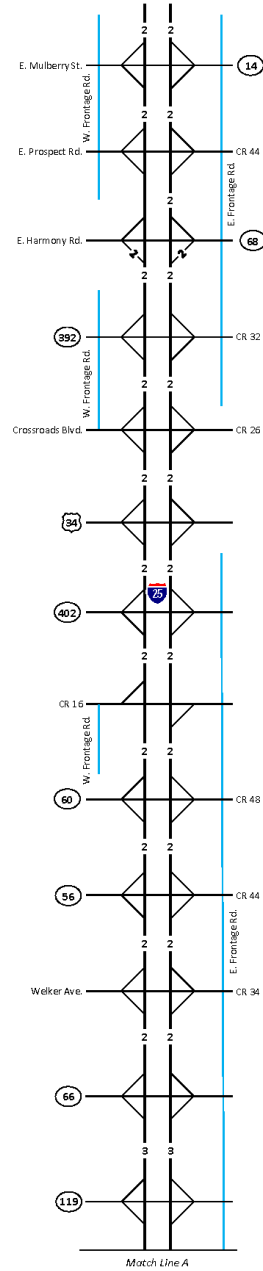 2 2
E. Mulberry St.
14
W. Frontage Rd.
2 2
E. Prospect Rd.
CR 44
E. Frontage Rd.
2
2
E. Harmony Rd.
68
2 2
2 2
392
CR 32
W. Frontage Rd.
2 2
Crossroads Blvd.
CR 26
2 2
34
2 2
25
402
2 2
CR 16
W. Frontage Rd.
2 2
60
CR 48
2 2
56
CR 44
E. Frontage Rd.
2 2
Welker Ave.
CR 34
2 2
66
3 3
119
Match Line A